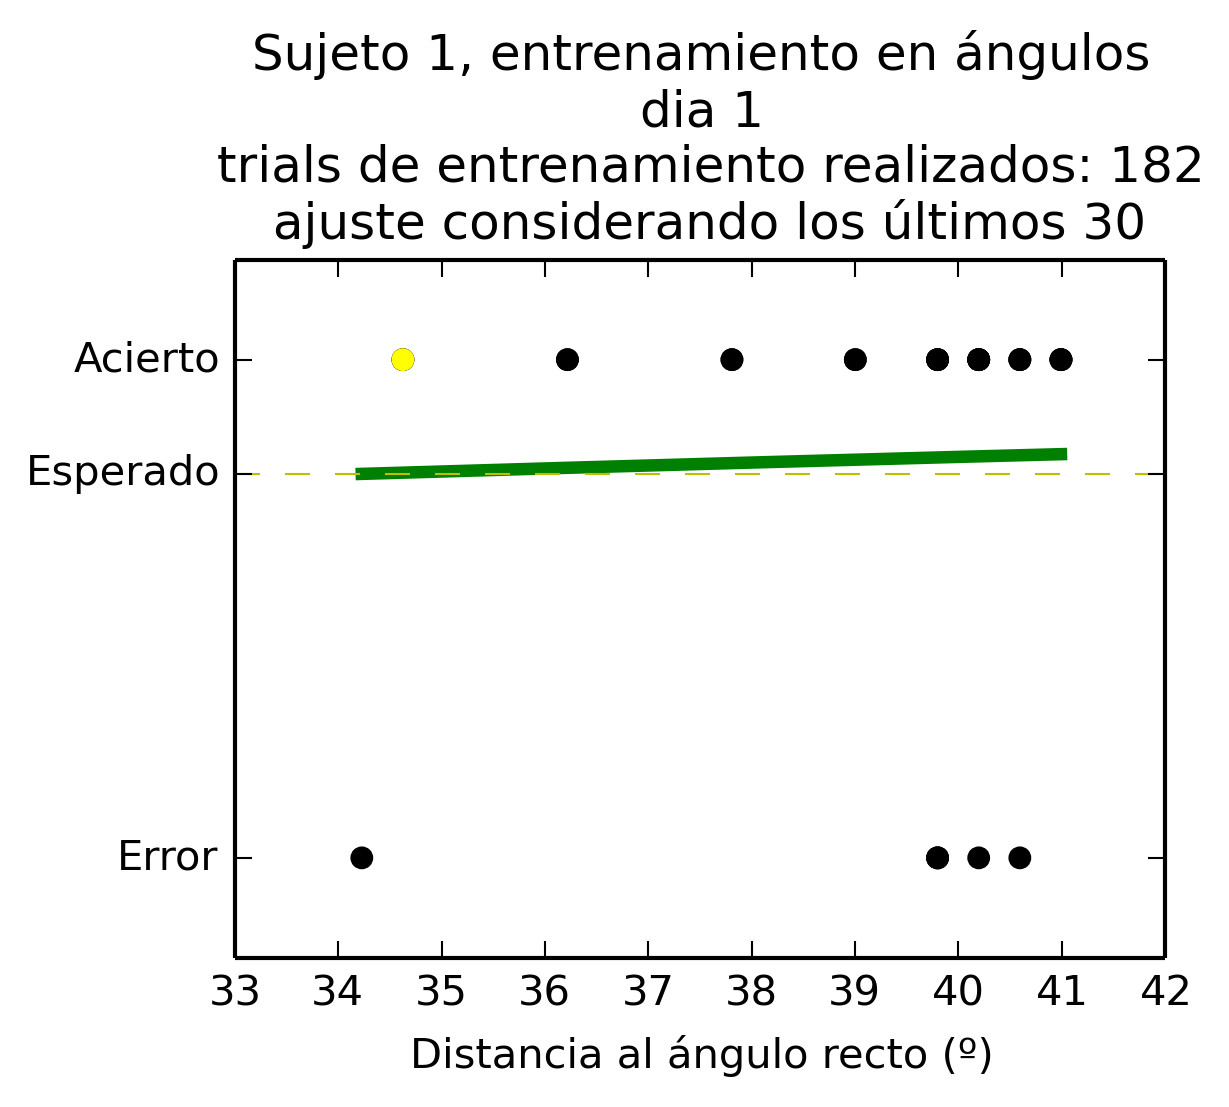 Sujeto 1, entrenamiento en ángulos
dia 1
trials de entrenamiento realizados: 182
ajuste considerando los últimos 30
Acierto
Esperado
Error
33 34 35 36 37 38 39 40 41 42
Distancia al ángulo recto (º)